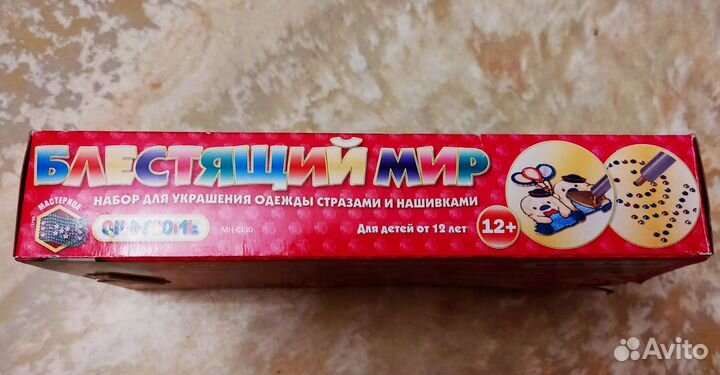 БЛЕСТЯЩИЙ МИР
НАБОР ДЛЯ УКРАШЕНИЯ ОДЕЖДЫ СТРАЗАМИ И НАШИВКАМИ
МАСТЕРИЦА
Для детей от 12 лет
12+
Avito